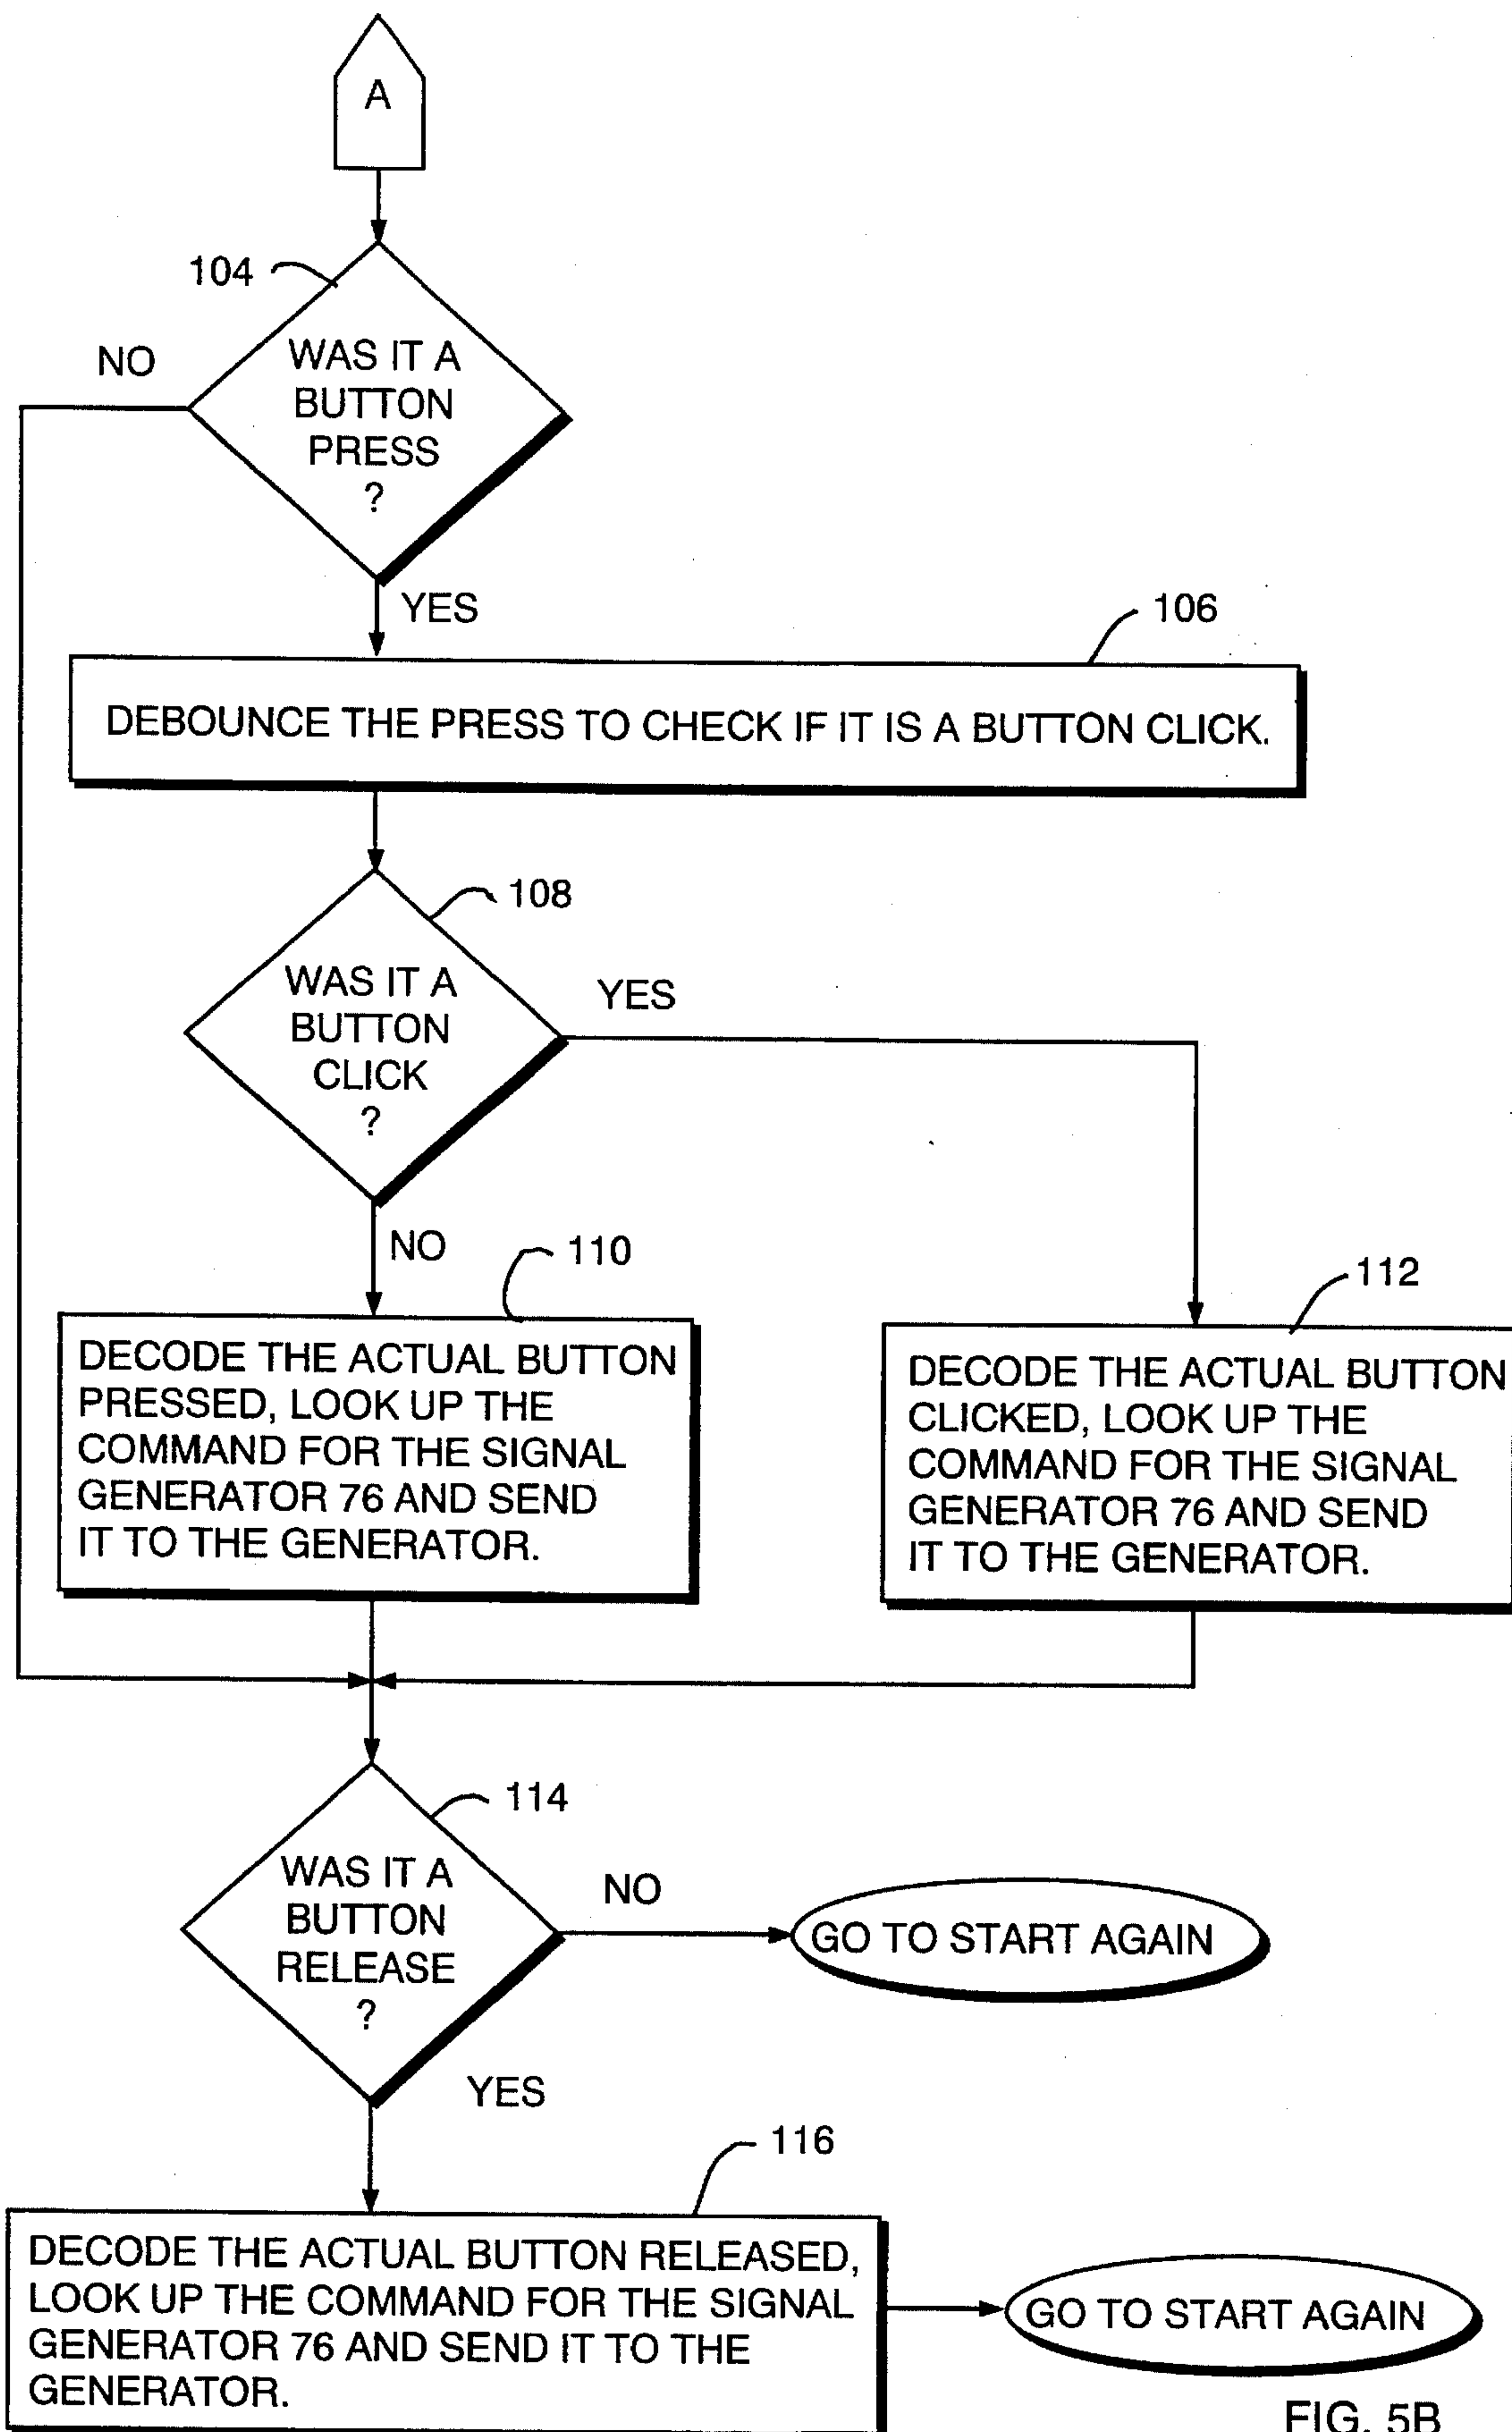 A
104
NO
WAS IT A
BUTTON
PRESS
?
YES
106
DEBOUNCE THE PRESS TO CHECK IF IT IS A BUTTON CLICK.
108
WAS IT A
BUTTON
CLICK
?
YES
NO
110
DECODE THE ACTUAL BUTTON
PRESSED, LOOK UP THE
COMMAND FOR THE SIGNAL
GENERATOR 76 AND SEND
IT TO THE GENERATOR.
112
DECODE THE ACTUAL BUTTON
CLICKED, LOOK UP THE
COMMAND FOR THE SIGNAL
GENERATOR 76 AND SEND
IT TO THE GENERATOR.
114
WAS IT A
BUTTON
RELEASE
?
NO
GO TO START AGAIN
YES
116
DECODE THE ACTUAL BUTTON RELEASED,
LOOK UP THE COMMAND FOR THE SIGNAL
GENERATOR 76 AND SEND IT TO THE
GENERATOR.
GO TO START AGAIN
FIG. 5B